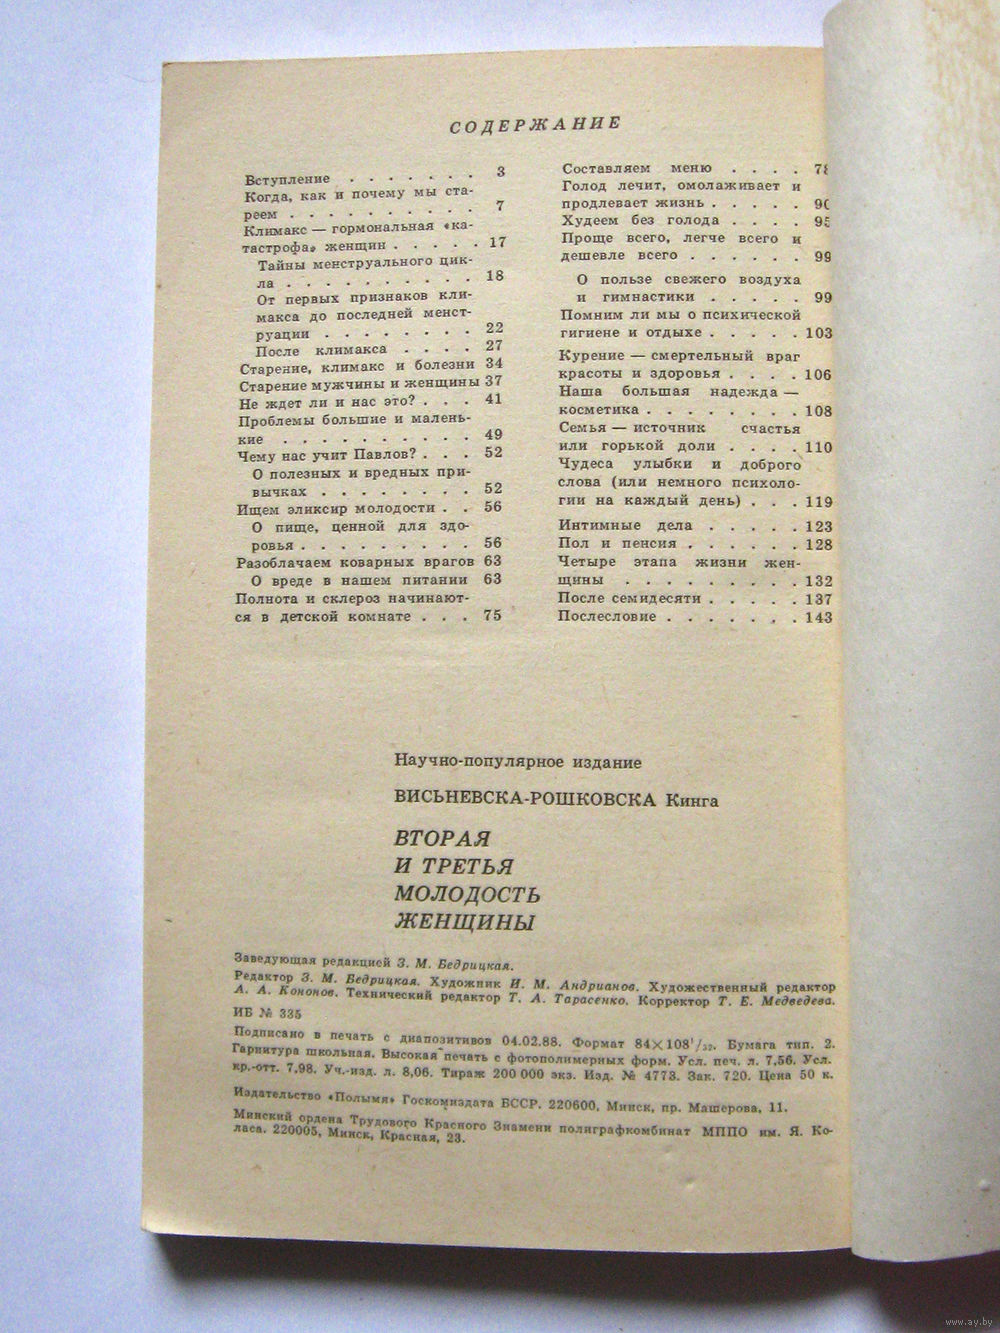 СОДЕРЖАНИЕ
Вступление . . . . . . . 3
Когда, как и почему мы ста-
реем . . . . . . . . . . 7
Климакс — гормональная «ка-
тастрофа» женщин . . . . . 17
Тайны менструального цик-
ла . . . . . . . . . . 18
От первых признаков кли-
макса до последней менст-
руации . . . . . . . . 22
После климакса . . . . 27
Старение, климакс и болезни 34
Старение мужчины и женщины 37
Не ждет ли и нас это? . . . 41
Проблемы большие и малень-
кие . . . . . . . . . . 49
Чему нас учит Павлов? . . . 52
О полезных и вредных при-
вычках . . . . . . . . 52
Ищем эликсир молодости . . 56
О пище, ценной для здо-
ровья . . . . . . . . . 56
Разоблачаем коварных врагов 63
О вреде в нашем питании 63
Полнота и склероз начинают-
ся в детской комнате . . . 75
Составляем меню . . . . 78
Голод лечит, омолаживает и
продлевает жизнь . . . . . 90
Худеем без голода . . . . 95
Проще всего, легче всего и
дешевле всего . . . . . . 99
О пользе свежего воздуха
и гимнастики . . . . . 99
Помним ли мы о психической
гигиене и отдыхе . . . . . 103
Курение — смертельный враг
красоты и здоровья . . . . 106
Наша большая надежда —
косметика . . . . . . . . 108
Семья — источник счастья
или горькой доли . . . . 110
Чудеса улыбки и доброго
слова (или немного психоло-
гии на каждый день) . . . 119
Интимные дела . . . . . 123
Пол и пенсия . . . . . . 128
Четыре этапа жизни жен-
щины . . . . . . . . . 132
После семидесяти . . . . . 137
Послесловие . . . . . . . 143
Научно-популярное издание
ВИСЬНЕВСКА-РОШКОВСКА Кинга
ВТОРАЯ
И ТРЕТЬЯ
МОЛОДОСТЬ
ЖЕНЩИНЫ
Заведующая редакцией З. М. Бедрицкая.
Редактор З. М. Бедрицкая. Художник И. М. Андрианов. Художественный редактор
А. А. Кононов. Технический редактор Т. А. Тарасенко. Корректор Т. Е. Медведева.
ИБ № 335
Подписано в печать с диапозитивов 04.02.88. Формат 84×108¹/₃₂. Бумага тип. 2.
Гарнитура школьная. Высокая печать с фотополимерных форм. Усл. печ. л. 7,56. Усл.
кр.-отт. 7,98. Уч.-изд. л. 8,06. Тираж 200 000 экз. Изд. № 4773. Зак. 720. Цена 50 к.
Издательство «Полымя» Госкомиздата БССР. 220600, Минск, пр. Машерова, 11.
Минский ордена Трудового Красного Знамени полиграфкомбинат МППО им. Я. Ко-
ласа. 220005, Минск, Красная, 23.
www.ay.by